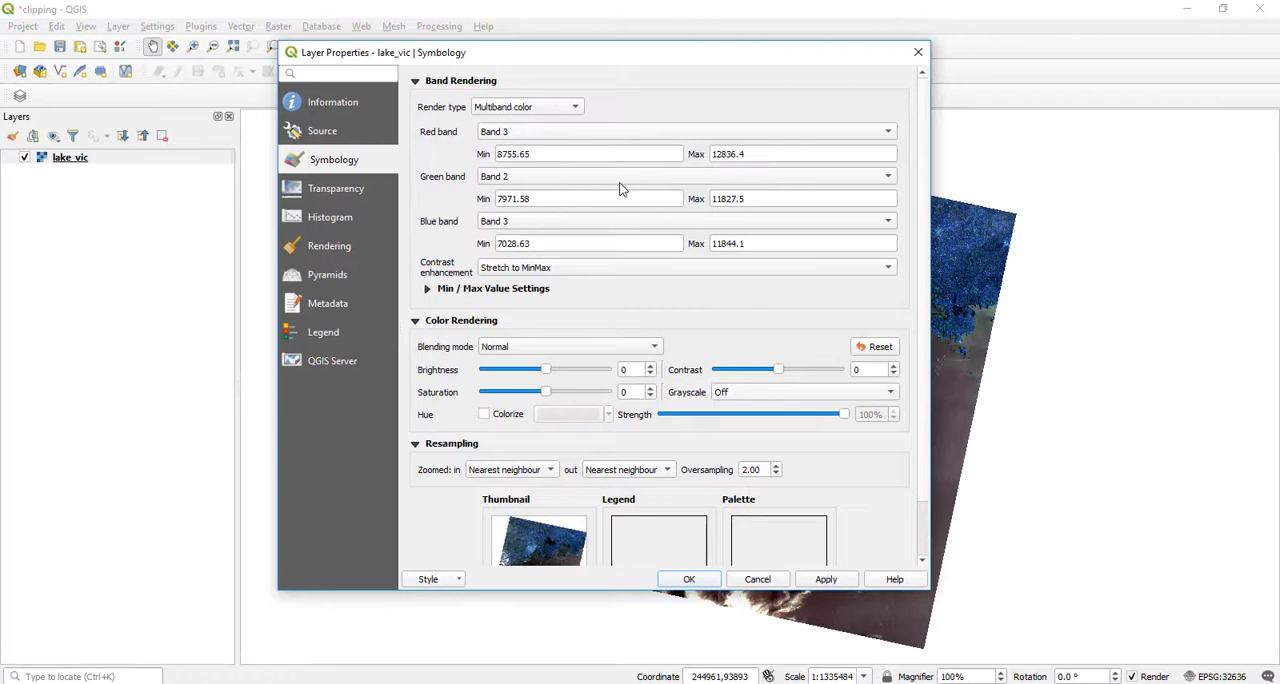 *clipping - QGIS
Project Edit View Layer Settings Plugins Vector Raster Database Web Mesh Processing Help
Layer Properties - lake_vic | Symbology
Layers
lake_vic
Information
Source
Symbology
Transparency
Histogram
Rendering
Pyramids
Metadata
Legend
QGIS Server
Band Rendering
Render type Multiband color
Red band Band 3
Min 8755.65 Max 12836.4
Green band Band 2
Min 7971.58 Max 11827.5
Blue band Band 3
Min 7028.63 Max 11844.1
Contrast enhancement Stretch to MinMax
Min / Max Value Settings
Color Rendering
Blending mode Normal Reset
Brightness 0 Contrast 0
Saturation 0 Grayscale Off
Hue Colorize Strength 100%
Resampling
Zoomed: in Nearest neighbour out Nearest neighbour Oversampling 2.00
Thumbnail Legend Palette
Style OK Cancel Apply Help
Type to locate (Ctrl+K) Coordinate 244961,93893 Scale 1:1335484 Magnifier 100% Rotation 0.0 ° Render EPSG:32636